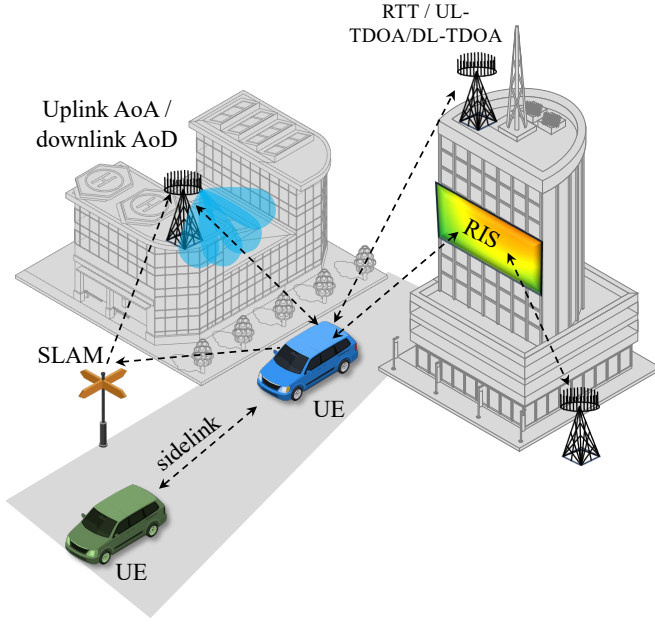 RTT / UL-
TDOA/DL-TDOA
Uplink AoA /
downlink AoD
H
H
RIS
SLAM
UE
sidelink
UE